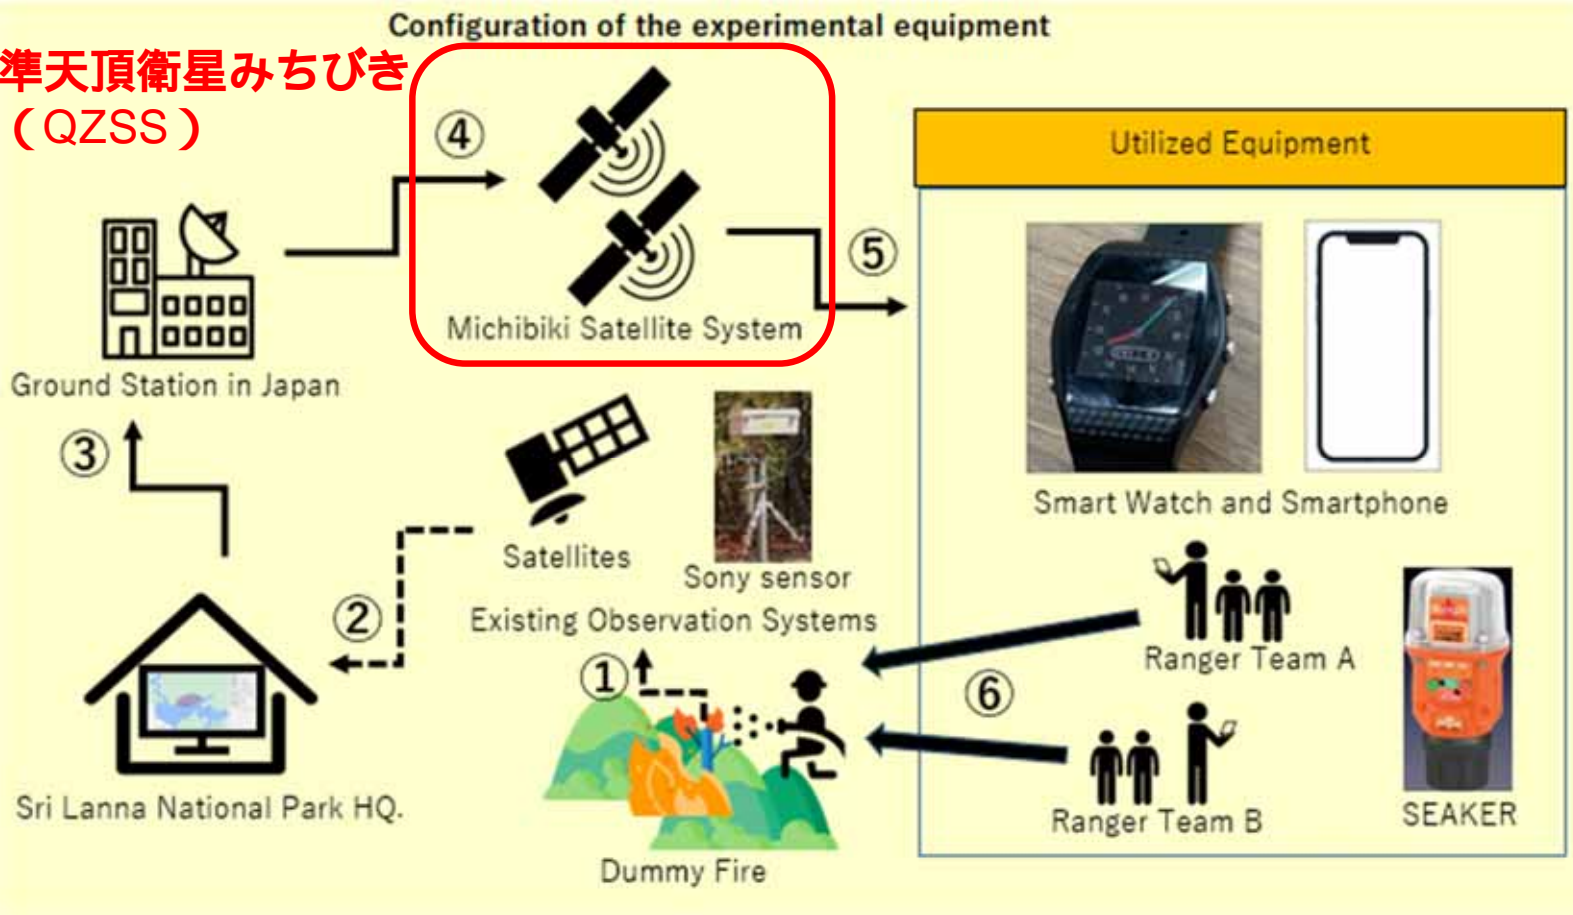 Configuration of the experimental equipment
準天頂衛星みちびき
（QZSS）
④
Utilized Equipment
⑤
Michibiki Satellite System
Ground Station in Japan
③
Smart Watch and Smartphone
Satellites
Sony sensor
②
Existing Observation Systems
①
Ranger Team A
⑥
Sri Lanna National Park HQ.
Ranger Team B
SEAKER
Dummy Fire